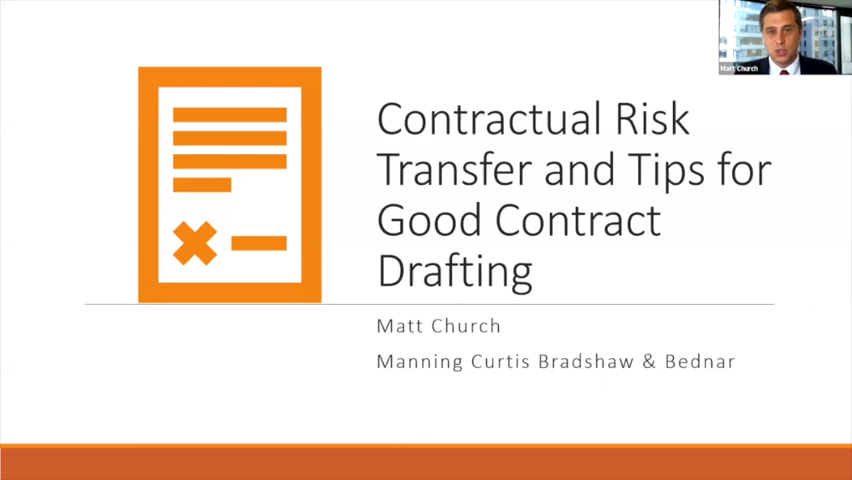 Matt Church
Contractual Risk
Transfer and Tips for
Good Contract
Drafting
Matt Church
Manning Curtis Bradshaw & Bednar